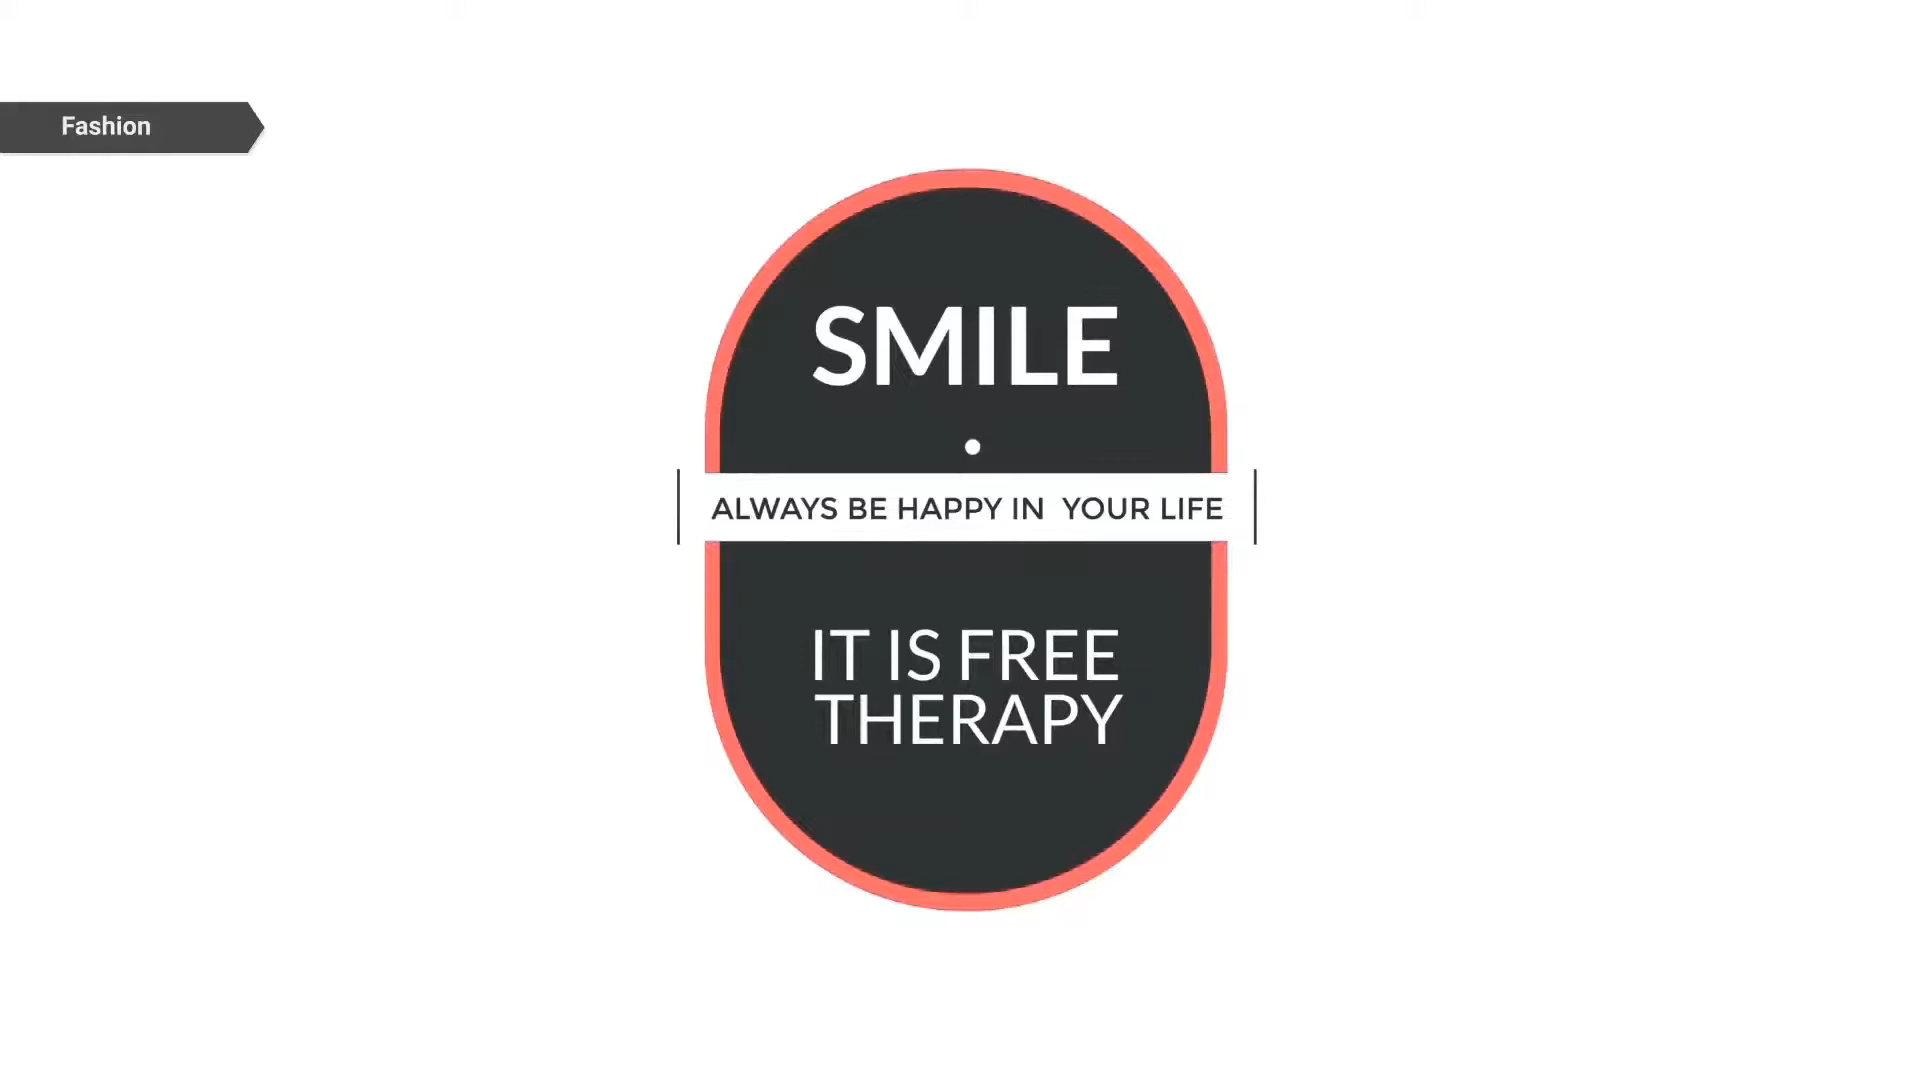 Fashion
SMILE
ALWAYS BE HAPPY IN YOUR LIFE
IT IS FREE
THERAPY